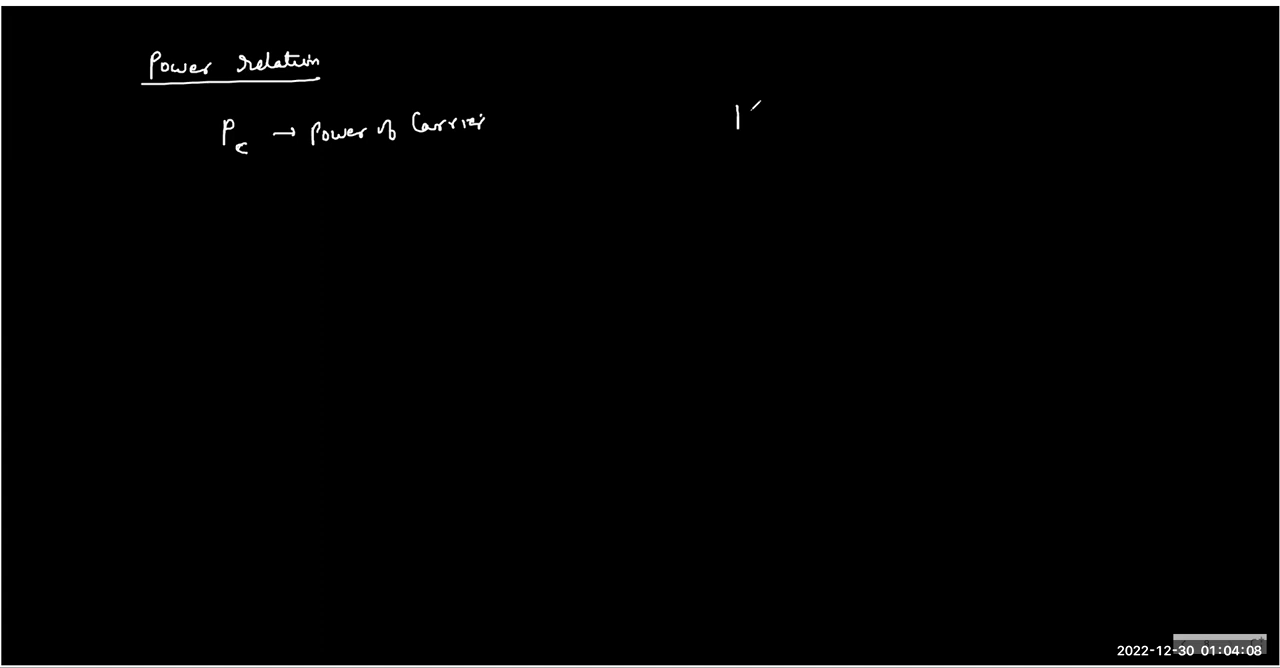 Power relation
Pc → Power of Carrier
2022-12-30 01:04:08